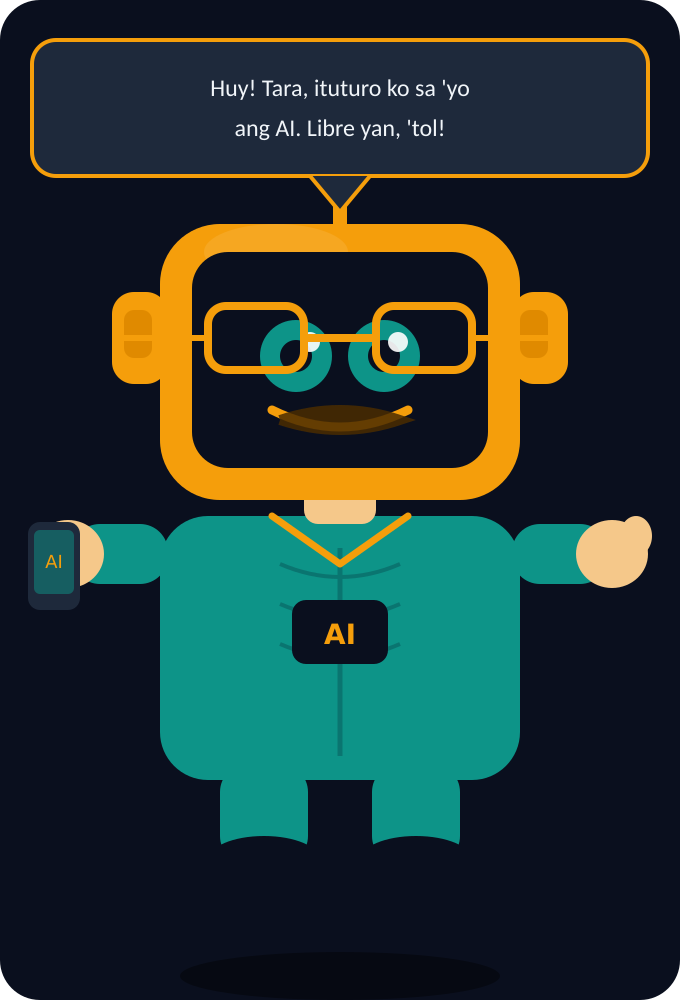 Huy! Tara, ituturo ko sa 'yo
ang AI. Libre yan, 'tol!
AI
AI